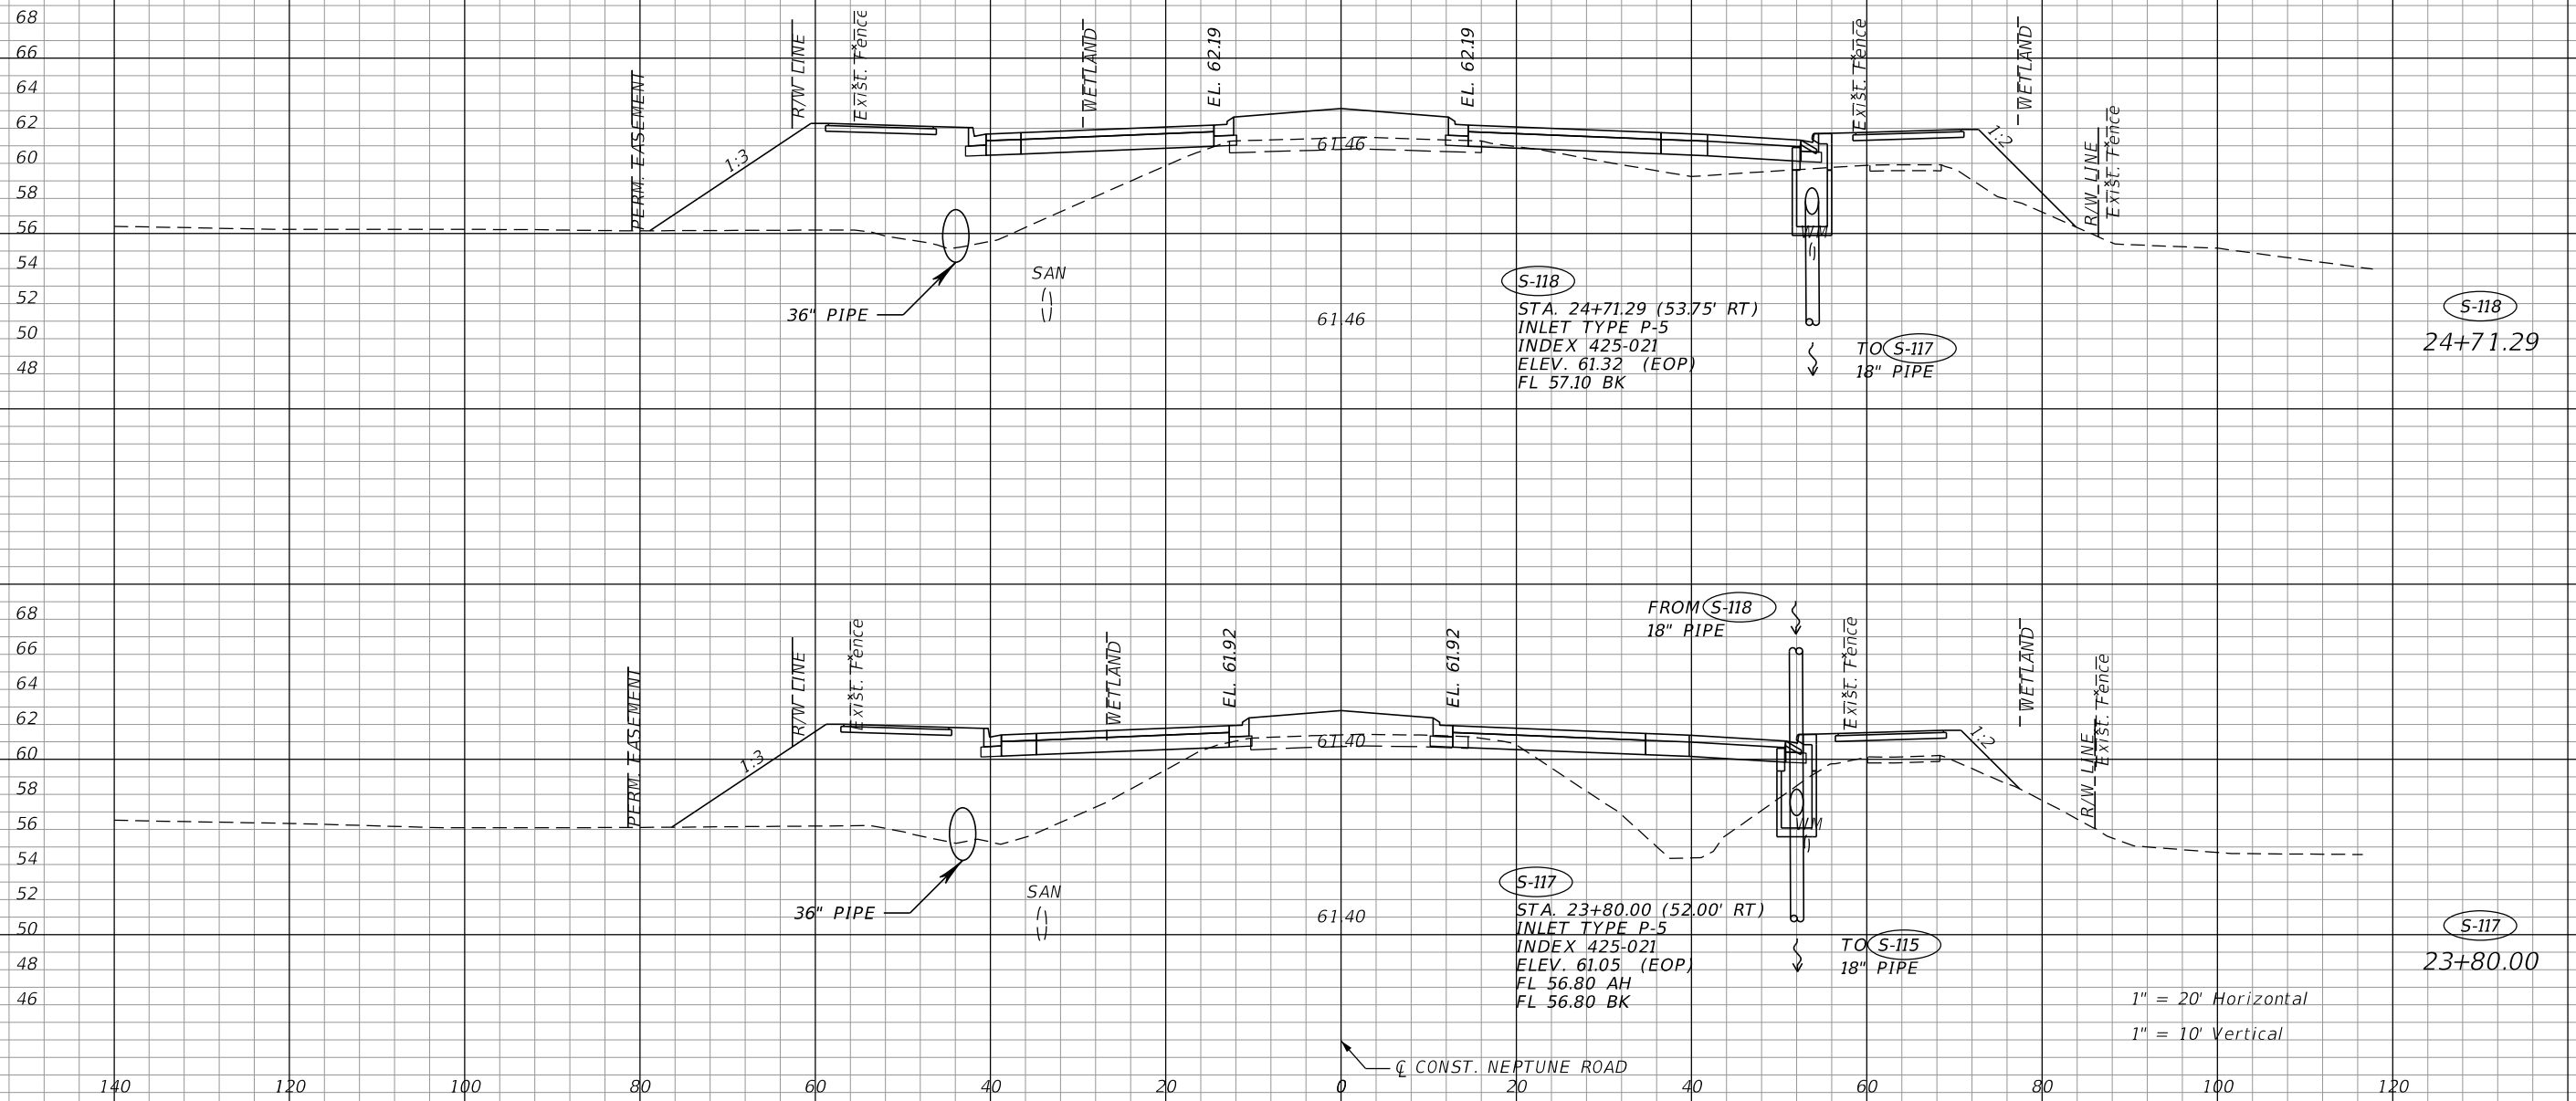 68
66
64
62
60
58
56
54
52
50
48
PERM. EASEMENT
R/W LINE
Exist. Fence
WETLAND
EL. 62.19
EL. 62.19
Exist. Fence
WETLAND
R/W LINE
Exist. Fence
1:3
1:2
61.46
36" PIPE
SAN
61.46
WM
S-118
STA. 24+71.29 (53.75' RT)
INLET TYPE P-5
INDEX 425-021
ELEV. 61.32 (EOP)
FL 57.10 BK
TO S-117
18" PIPE
S-118
24+71.29
68
66
64
62
60
58
56
54
52
50
48
46
FROM S-118
18" PIPE
PERM. EASEMENT
R/W LINE
Exist. Fence
WETLAND
EL. 61.92
EL. 61.92
Exist. Fence
WETLAND
R/W LINE
Exist. Fence
1:3
1:2
61.40
36" PIPE
SAN
61.40
WM
S-117
STA. 23+80.00 (52.00' RT)
INLET TYPE P-5
INDEX 425-021
ELEV. 61.05 (EOP)
FL 56.80 AH
FL 56.80 BK
TO S-115
18" PIPE
S-117
23+80.00
1" = 20' Horizontal
1" = 10' Vertical
℄ CONST. NEPTUNE ROAD
140 120 100 80 60 40 20 0 20 40 60 80 100 120